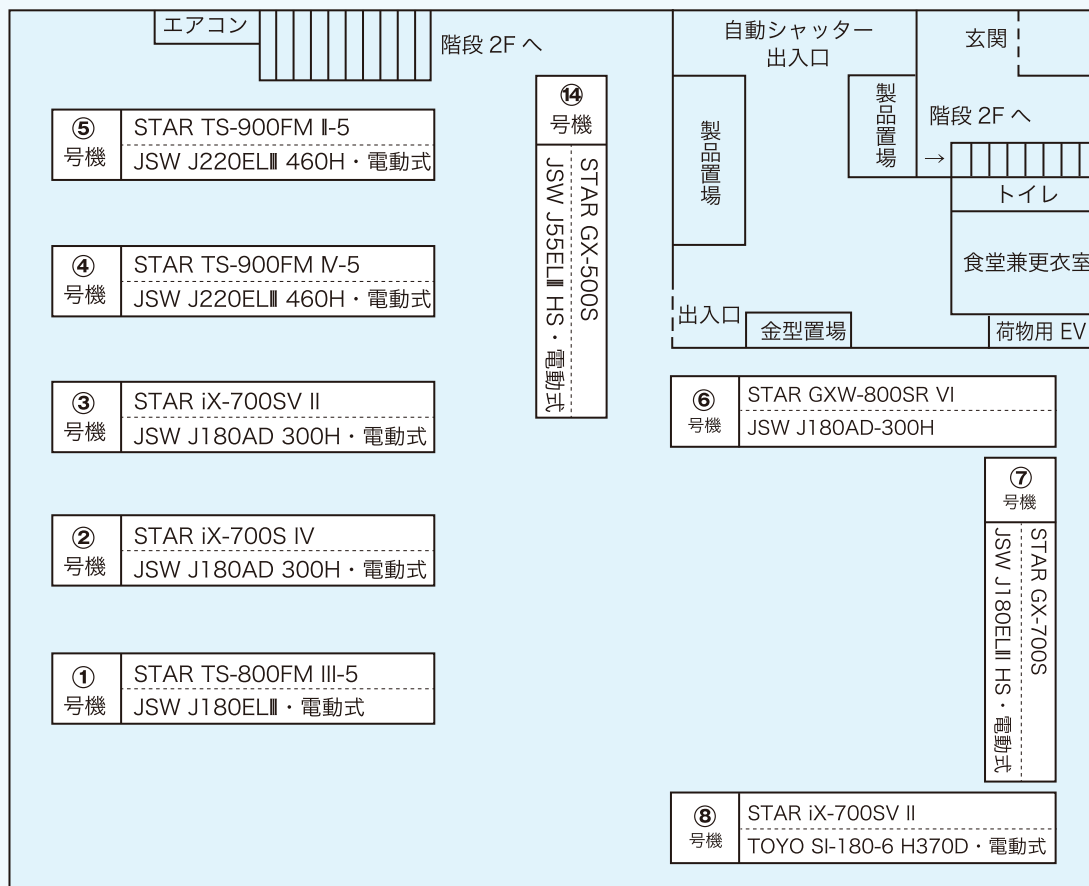 エアコン
階段 2F へ
自動シャッター
出入口
玄関
製品置場
製品置場
階段 2F へ
→
トイレ
食堂兼更衣室
出入口
金型置場
荷物用 EV
⑤
号機
STAR TS-900FM Ⅱ-5
JSW J220ELⅢ 460H・電動式
⑭
号機
STAR GX-500S
JSW J55ELⅢ HS・電動式
④
号機
STAR TS-900FM Ⅳ-5
JSW J220ELⅢ 460H・電動式
③
号機
STAR iX-700SV II
JSW J180AD 300H・電動式
⑥
号機
STAR GXW-800SR VI
JSW J180AD-300H
⑦
号機
STAR GX-700S
JSW J180ELIII HS・電動式
②
号機
STAR iX-700S IV
JSW J180AD 300H・電動式
①
号機
STAR TS-800FM III-5
JSW J180ELⅢ・電動式
⑧
号機
STAR iX-700SV II
TOYO SI-180-6 H370D・電動式